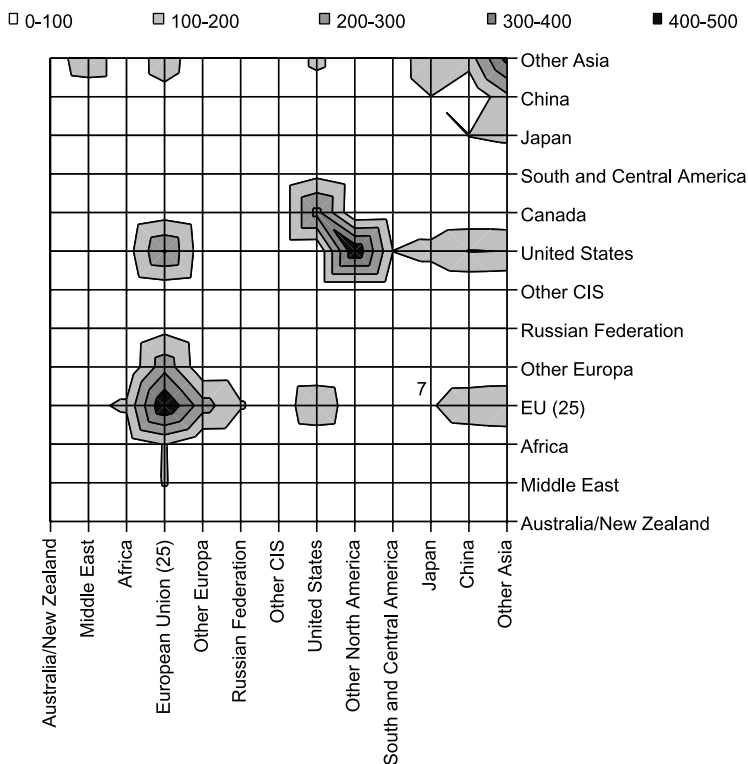 0-100 100-200 200-300 300-400 400-500
Other Asia
China
Japan
South and Central America
Canada
United States
Other CIS
Russian Federation
Other Europa
7
EU (25)
Africa
Middle East
Australia/New Zealand
Australia/New Zealand
Middle East
Africa
European Union (25)
Other Europa
Russian Federation
Other CIS
United States
Other North America
South and Central America
Japan
China
Other Asia